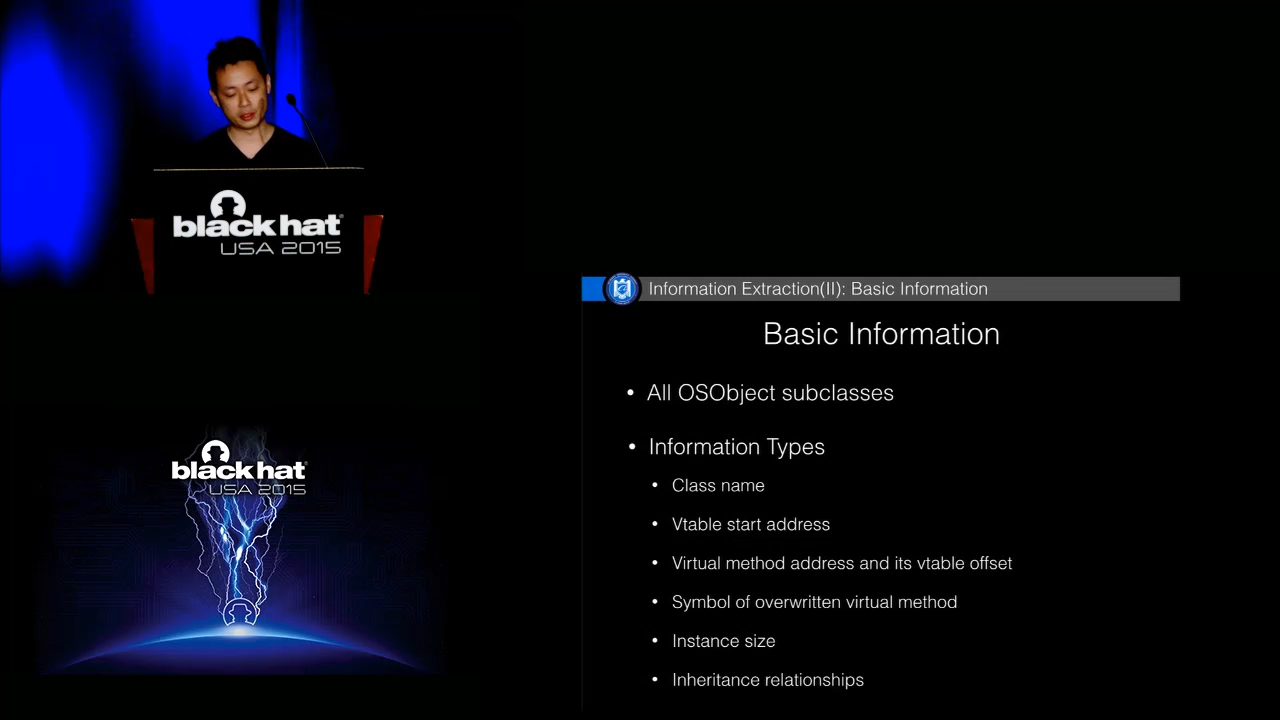 black hat
USA 2015
Information Extraction(II): Basic Information
Basic Information
• All OSObject subclasses
• Information Types
• Class name
• Vtable start address
• Virtual method address and its vtable offset
• Symbol of overwritten virtual method
• Instance size
• Inheritance relationships
black hat
USA 2015